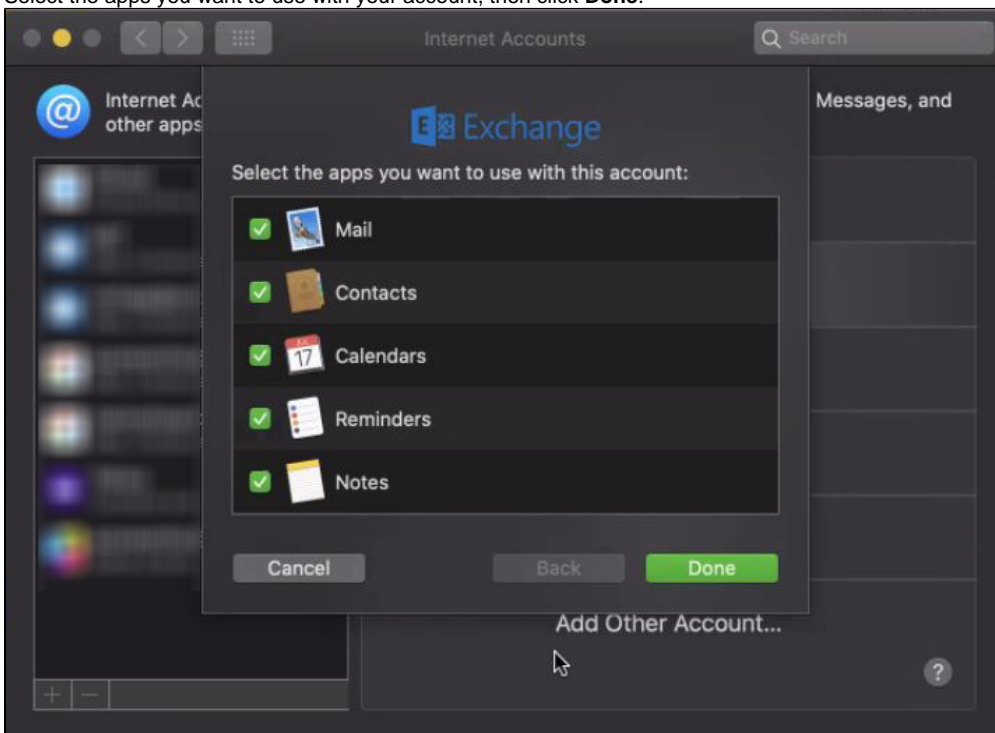 Select the apps you want to use with your account, then click Done.
Internet Accounts
Search
Internet Ac
other apps
Messages, and
E Exchange
Select the apps you want to use with this account:
Mail
Contacts
JUL
17
Calendars
Reminders
Notes
Cancel
Back
Done
Add Other Account...
?